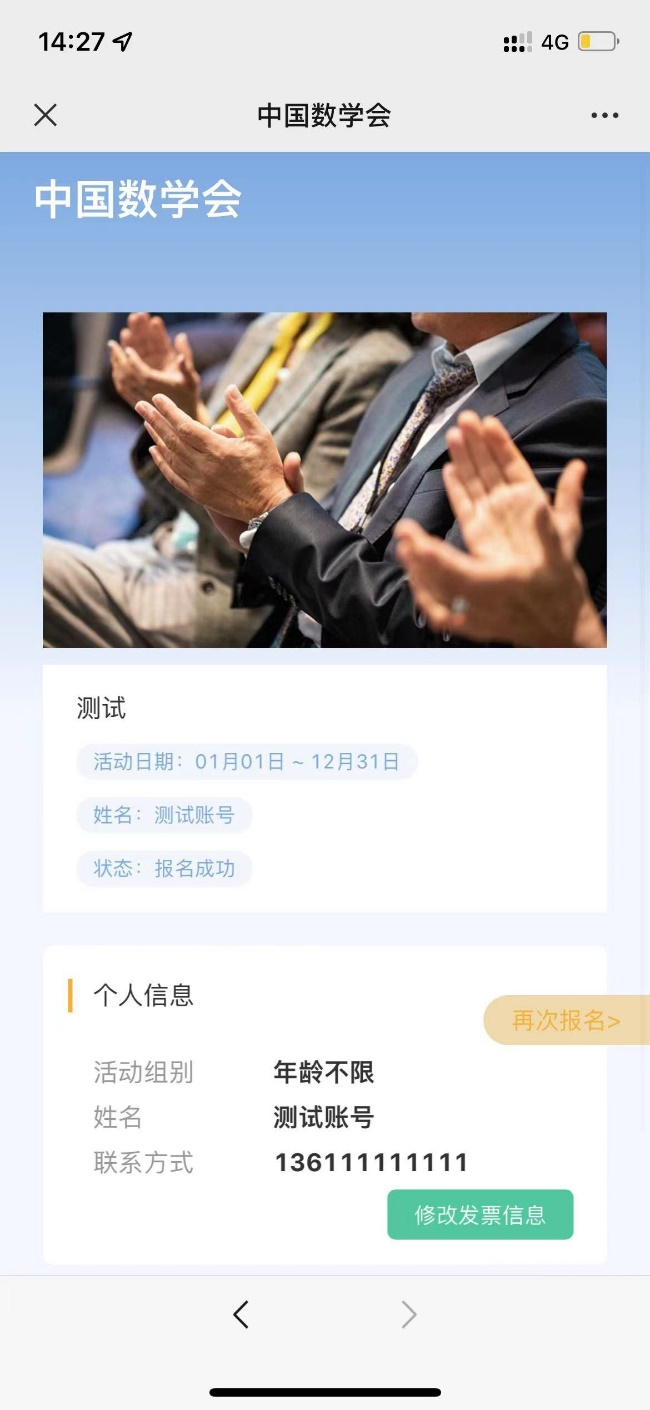 14:27
4G
中国数学会
中国数学会
测试
活动日期：01月01日 ~ 12月31日
姓名：测试账号
状态：报名成功
个人信息
再次报名>
活动组别 年龄不限
姓名 测试账号
联系方式 136111111111
修改发票信息